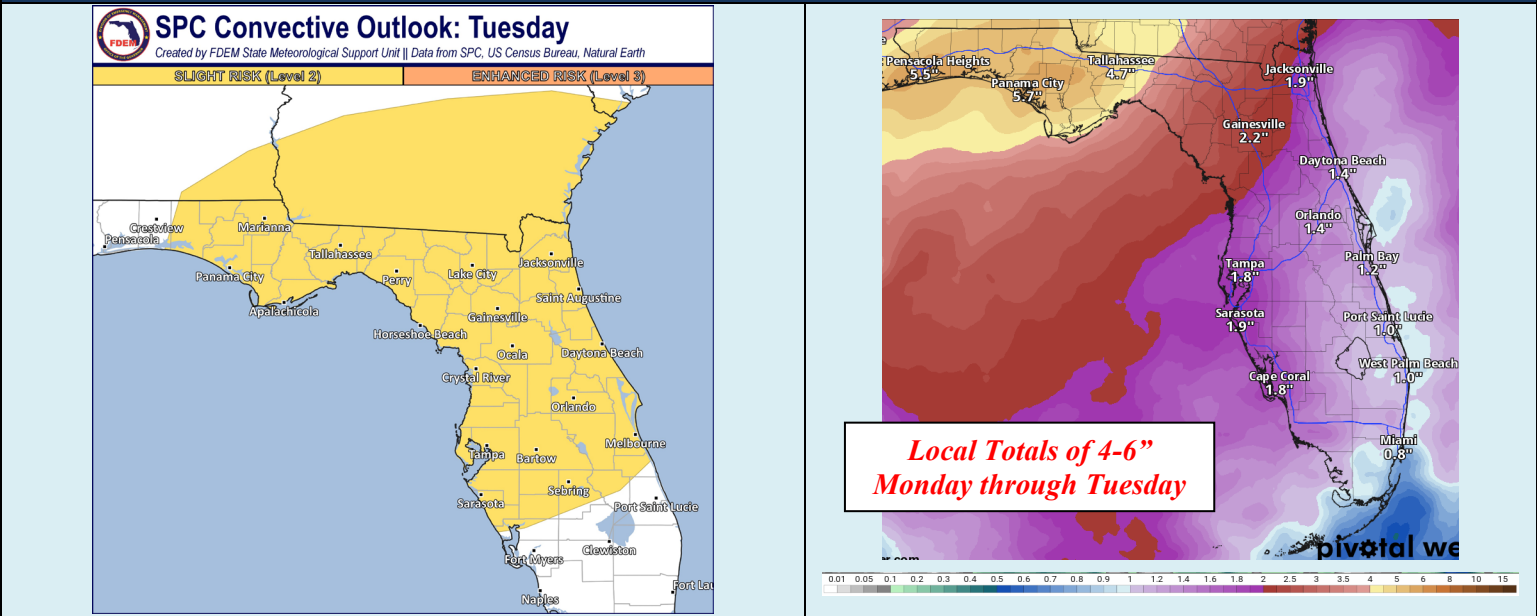 FDEM
SPC Convective Outlook: Tuesday
Created by FDEM State Meteorological Support Unit || Data from SPC, US Census Bureau, Natural Earth
SLIGHT RISK (Level 2)
ENHANCED RISK (Level 3)
Crestview
Pensacola
Marianna
Tallahassee
Panama City
Apalachicola
Perry
Lake City
Jacksonville
Saint Augustine
Gainesville
Horseshoe Beach
Ocala
Daytona Beach
Crystal River
Orlando
Melbourne
Tampa
Bartow
Sebring
Sarasota
Port Saint Lucie
Fort Myers
Clewiston
Fort Lau
Naples
e
Pensacola Heights
5.5"
Tallahassee
4.7"
Panama City
5.7"
Jacksonville
1.9"
Gainesville
2.2"
Daytona Beach
1.4"
Orlando
1.4"
Tampa
1.8"
Palm Bay
1.2"
Sarasota
1.9"
Port Saint Lucie
1.0"
West Palm Beach
1.0"
Cape Coral
1.8"
Miami
0.8"
Local Totals of 4-6”
Monday through Tuesday
er.com
pivotal we
0.01 0.05 0.1 0.2 0.3 0.4 0.5 0.6 0.7 0.8 0.9 1 1.2 1.4 1.6 1.8 2 2.5 3 3.5 4 5 6 8 10 15